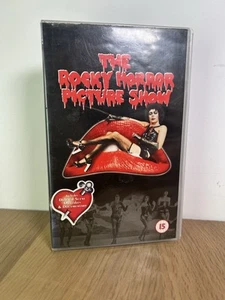 THE
ROCKY HORROR
PICTURE SHOW
15